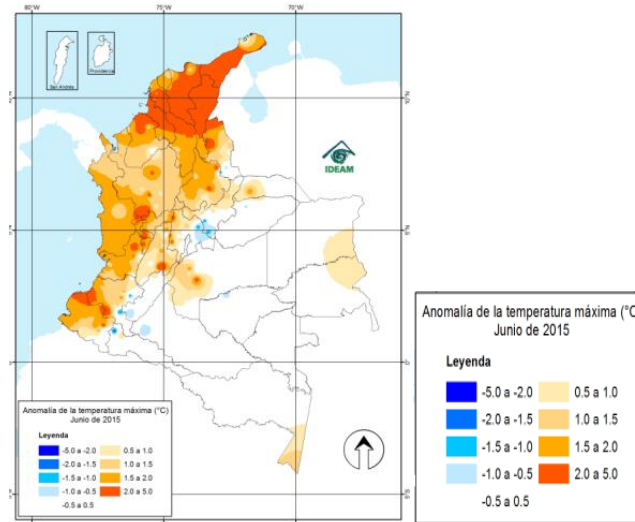 80°W
75°W
70°W
San Andrés
Providencia
10°N
10°N
IDEAM
5°N
5°N
0°
0°
5°S
5°S
Anomalía de la temperatura máxima (°C)
Junio de 2015
Leyenda
-5.0 a -2.0
0.5 a 1.0
-2.0 a -1.5
1.0 a 1.5
-1.5 a -1.0
1.5 a 2.0
-1.0 a -0.5
2.0 a 5.0
-0.5 a 0.5
80°W
75°W
70°W
Anomalía de la temperatura máxima (°C
Junio de 2015
Leyenda
-5.0 a -2.0
0.5 a 1.0
-2.0 a -1.5
1.0 a 1.5
-1.5 a -1.0
1.5 a 2.0
-1.0 a -0.5
2.0 a 5.0
-0.5 a 0.5